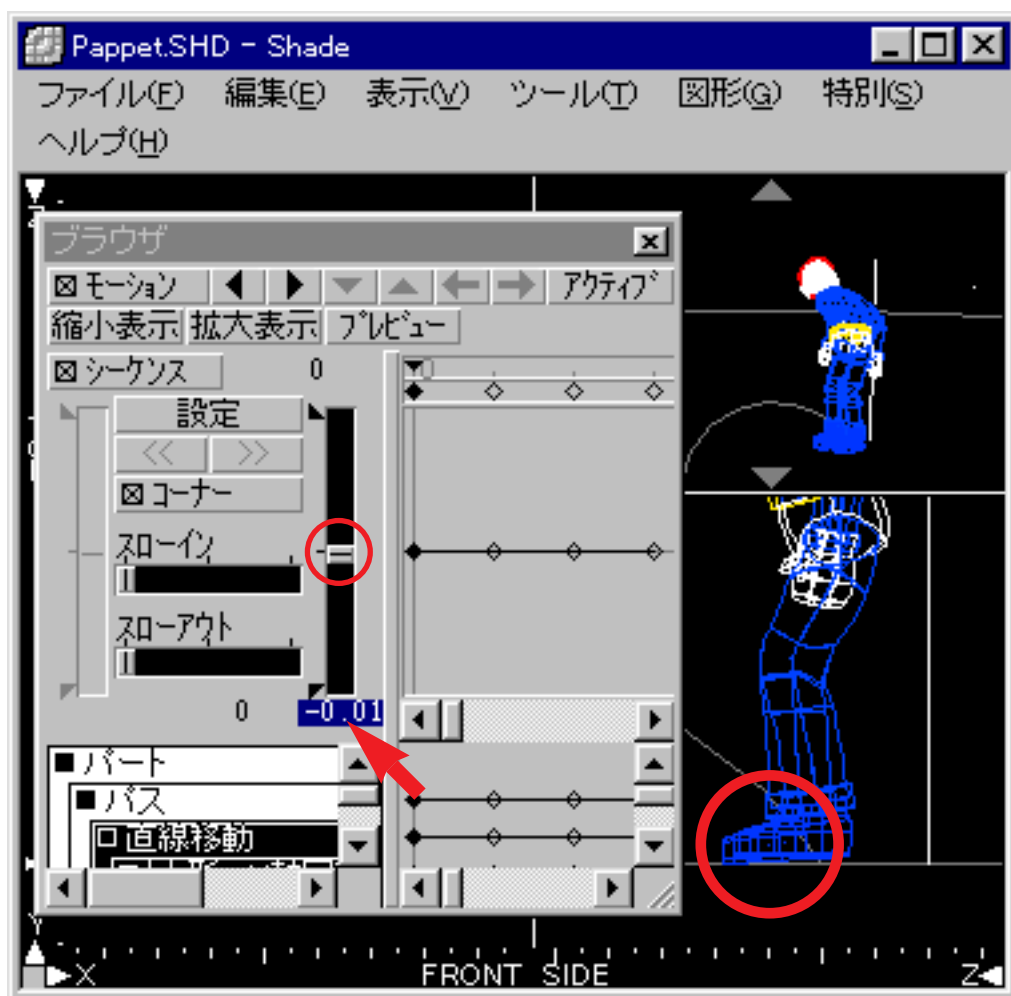 Pappet.SHD - Shade
ファイル(F) 編集(E) 表示(V) ツール(T) 図形(G) 特別(S)
ヘルプ(H)
ブラウザ
モーション アクティブ
縮小表示 拡大表示 プレビュー
シーケンス 0 0
設定
<< >>
コーナー
スローイン
スローアウト
0 -0.01
パート
パス
直線移動
Y
X FRONT SIDE Z